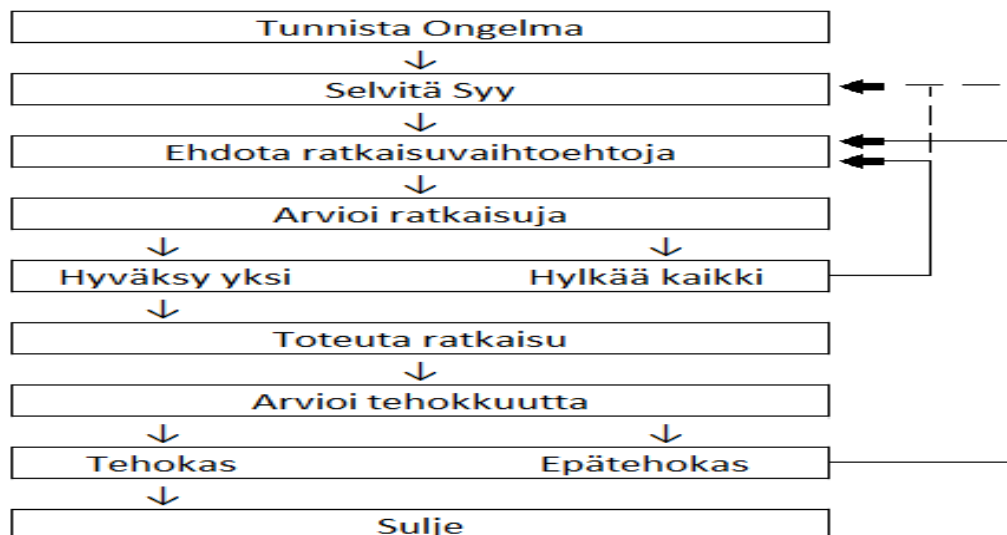 Tunnista Ongelma
Selvitä Syy
Ehdota ratkaisuvaihtoehtoja
Arvioi ratkaisuja
Hyväksy yksi Hylkää kaikki
Toteuta ratkaisu
Arvioi tehokkuutta
Tehokas Epätehokas
Sulje